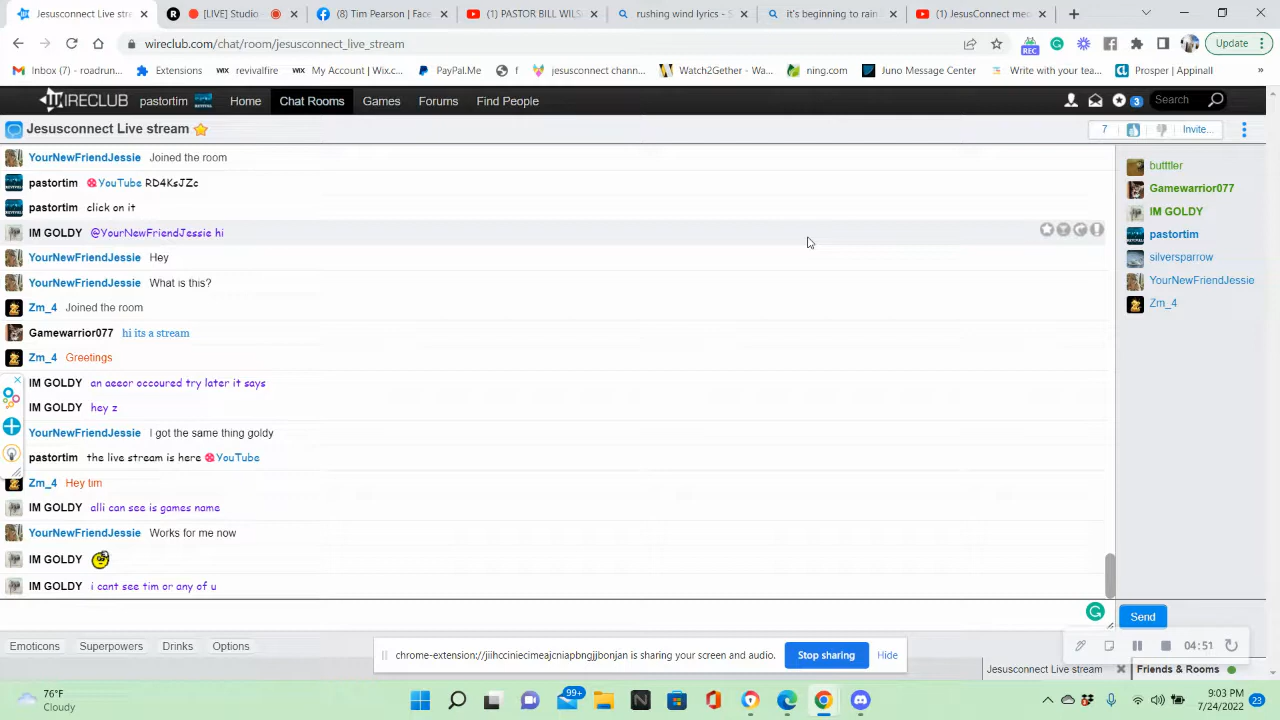 Jesusconnect Live stre
[LIVE] Studio
(8) Tim Pearson | Fac
(1) PASTOR BILL WILS
rushing wind lyrics - S
it's beginning to ra
(1) JesusConnect me
wireclub.com/chat/room/jesusconnect_live_stream
REC
Update
Inbox (7) - roadrun...
Extensions
WIX revivalfire
WIX My Account | Wix.c...
PayPal.Me
f
jesusconnect chann...
Watch2Gether - Wa...
ning.com
Juno Message Center
Write with your tea...
Prosper | Appinall
»
WIRECLUB pastortim Home Chat Rooms Games Forums Find People 3 Search
Jesusconnect Live stream
7 Invite...
YourNewFriendJessie Joined the room
pastortim YouTube RD4KsJZc
pastortim click on it
IM GOLDY @YourNewFriendJessie hi
YourNewFriendJessie Hey
YourNewFriendJessie What is this?
Zm_4 Joined the room
Gamewarrior077 hi its a stream
Zm_4 Greetings
IM GOLDY an aeeor occoured try later it says
IM GOLDY hey z
YourNewFriendJessie I got the same thing goldy
pastortim the live stream is here YouTube
Zm_4 Hey tim
IM GOLDY alli can see is games name
YourNewFriendJessie Works for me now
IM GOLDY
IM GOLDY i cant see tim or any of u
butttler
Gamewarrior077
IM GOLDY
pastortim
silversparrow
YourNewFriendJessie
Zm_4
Send
Emoticons Superpowers Drinks Options
chrome-extension://jiihcciniecimeajcniapbngjjbonjan is sharing your screen and audio. Stop sharing Hide
04:51
Jesusconnect Live stream
Friends & Rooms
76°F
Cloudy
99+
9:03 PM
7/24/2022
23